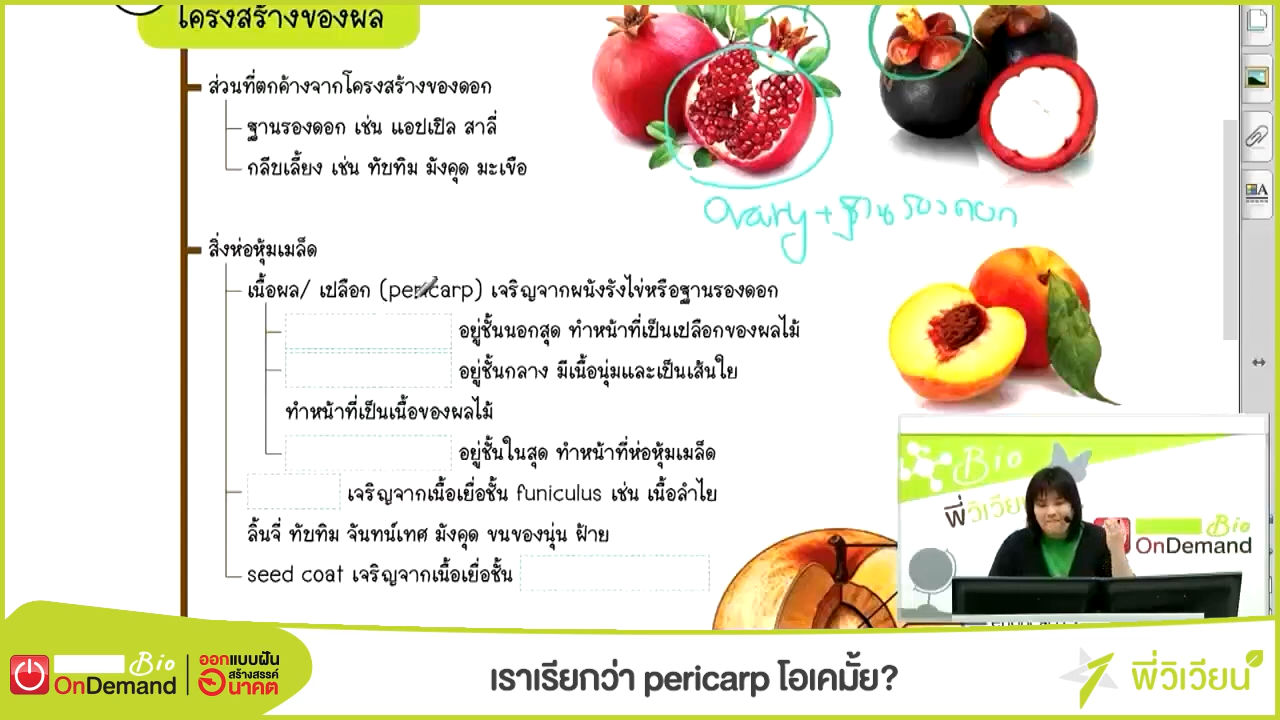 โครงสร้างของผล
ส่วนที่ตกค้างจากโครงสร้างของดอก
ฐานรองดอก เช่น แอปเปิล สาลี่
กลีบเลี้ยง เช่น ทับทิม มังคุด มะเขือ
Ovary + ฐานรองดอก
สิ่งห่อหุ้มเมล็ด
เนื้อผล/ เปลือก (pericarp) เจริญจากผนังรังไข่หรือฐานรองดอก
อยู่ชั้นนอกสุด ทำหน้าที่เป็นเปลือกของผลไม้
อยู่ชั้นกลาง มีเนื้อนุ่มและเป็นเส้นใย
ทำหน้าที่เป็นเนื้อของผลไม้
อยู่ชั้นในสุด ทำหน้าที่ห่อหุ้มเมล็ด
เจริญจากเนื้อเยื่อชั้น funiculus เช่น เนื้อลำไย
ลิ้นจี่ ทับทิม จันทน์เทศ มังคุด ขนของนุ่น ฝ้าย
seed coat เจริญจากเนื้อเยื่อชั้น
Bio
พี่วิเวียน
Bio
OnDemand
Bio
OnDemand
ออกแบบฝัน
สร้างสรรค์
อนาคต
เราเรียกว่า pericarp โอเคมั้ย?
พี่วิเวียน